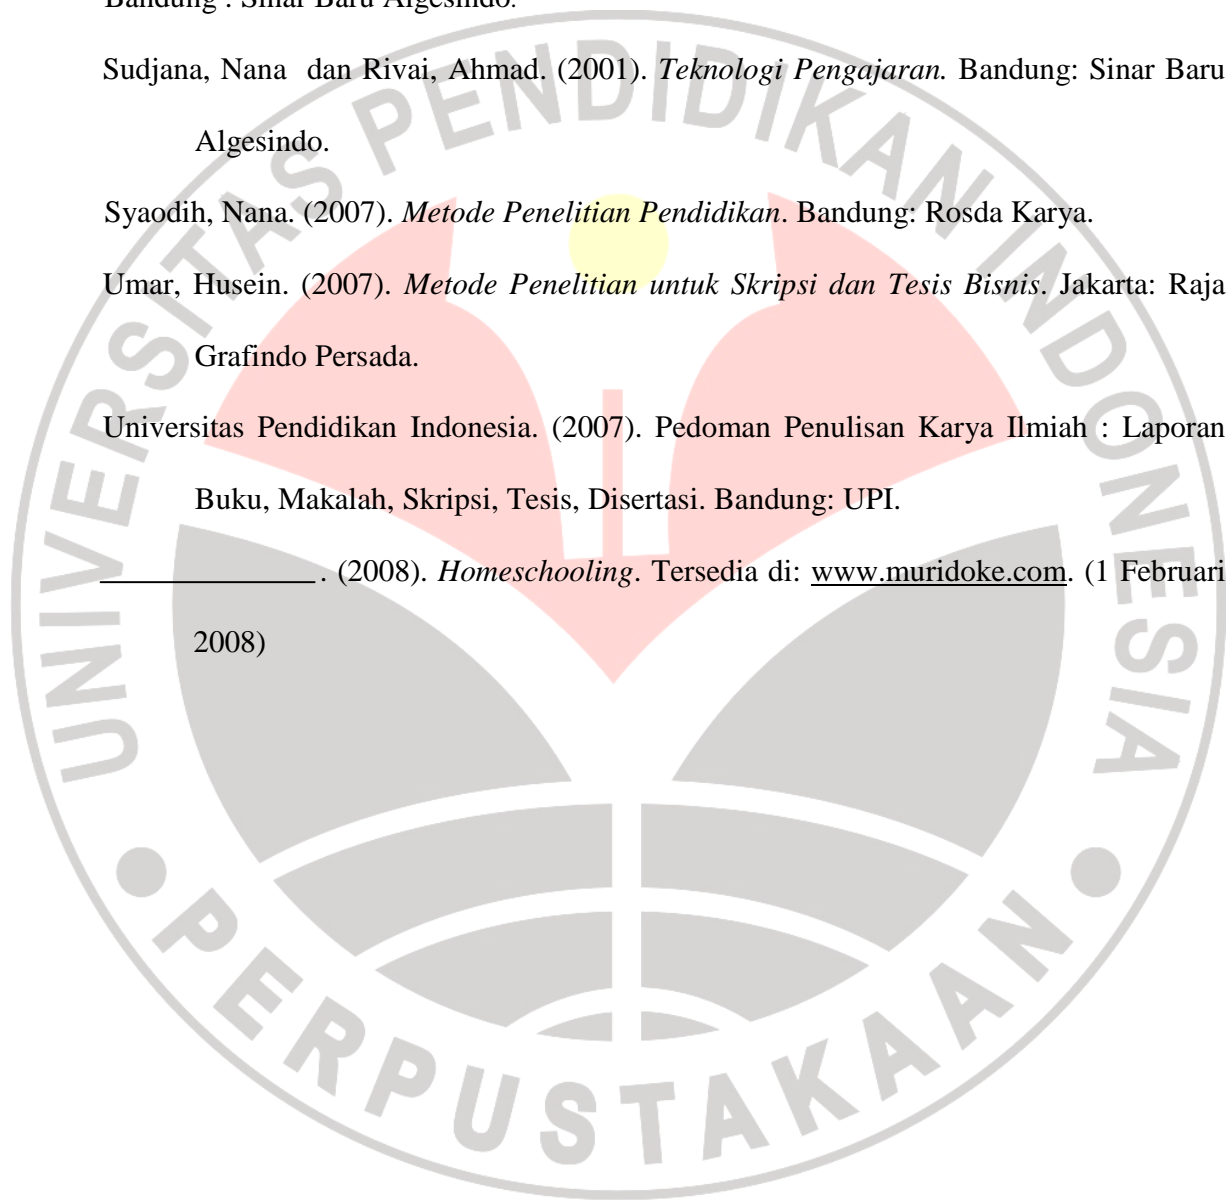 Bandung : Sinar Baru Algesindo.
Sudjana, Nana dan Rivai, Ahmad. (2001). Teknologi Pengajaran. Bandung: Sinar Baru
Algesindo.
Syaodih, Nana. (2007). Metode Penelitian Pendidikan. Bandung: Rosda Karya.
Umar, Husein. (2007). Metode Penelitian untuk Skripsi dan Tesis Bisnis. Jakarta: Raja
Grafindo Persada.
Universitas Pendidikan Indonesia. (2007). Pedoman Penulisan Karya Ilmiah : Laporan
Buku, Makalah, Skripsi, Tesis, Disertasi. Bandung: UPI.
______________. (2008). Homeschooling. Tersedia di: www.muridoke.com. (1 Februari
2008)
UNIVERSITAS PENDIDIKAN INDONESIA
PERPUSTAKAAN